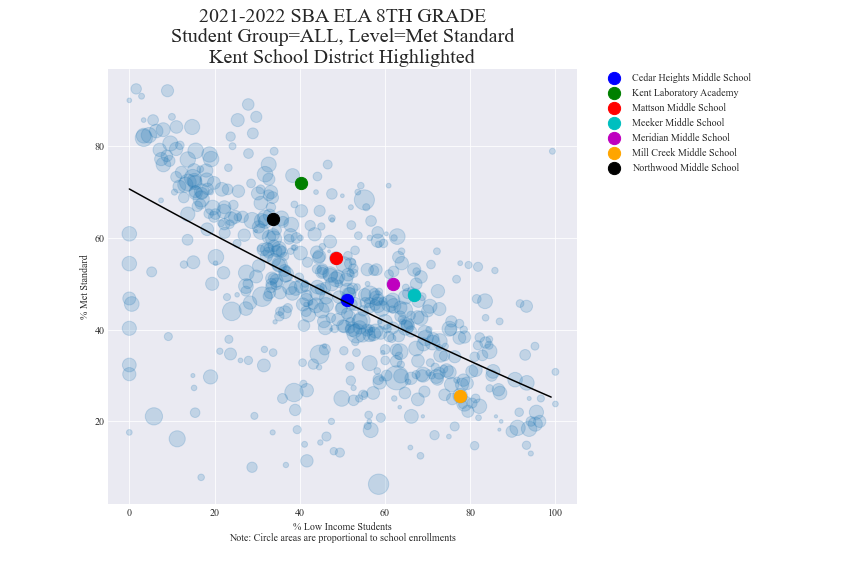 2021-2022 SBA ELA 8TH GRADE
Student Group=ALL, Level=Met Standard
Kent School District Highlighted
Cedar Heights Middle School
Kent Laboratory Academy
Mattson Middle School
Meeker Middle School
Meridian Middle School
Mill Creek Middle School
Northwood Middle School
% Met Standard
80
60
40
20
0 20 40 60 80 100
% Low Income Students
Note: Circle areas are proportional to school enrollments